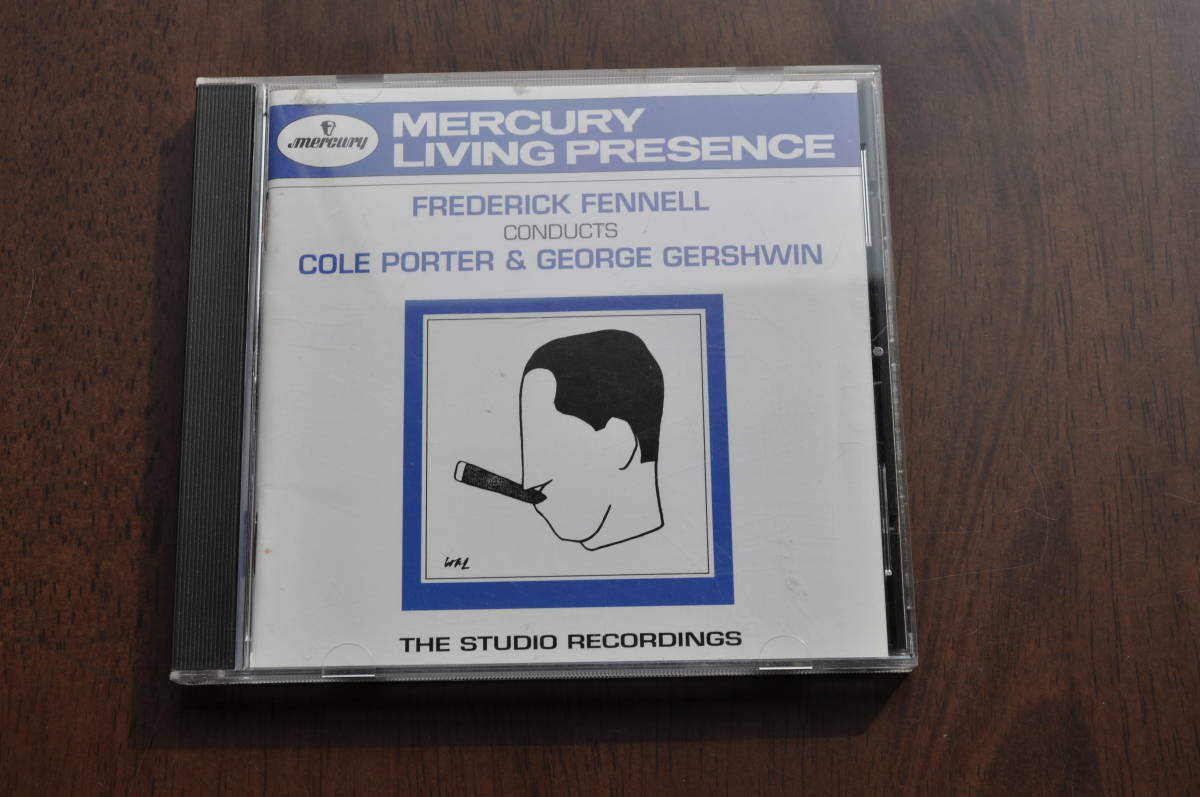 mercury
MERCURY
LIVING PRESENCE
FREDERICK FENNELL
CONDUCTS
COLE PORTER & GEORGE GERSHWIN
THE STUDIO RECORDINGS